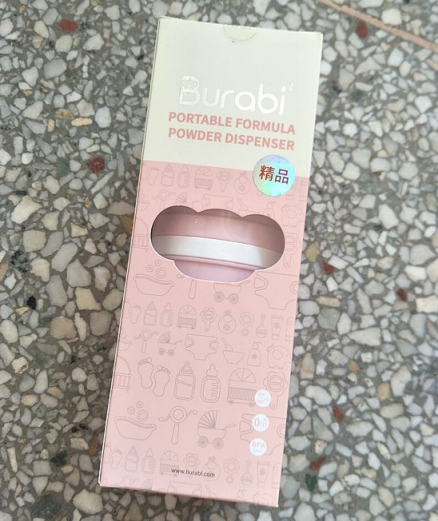 Burabi
PORTABLE FORMULA
POWDER DISPENSER
精品
www.Burabi.com